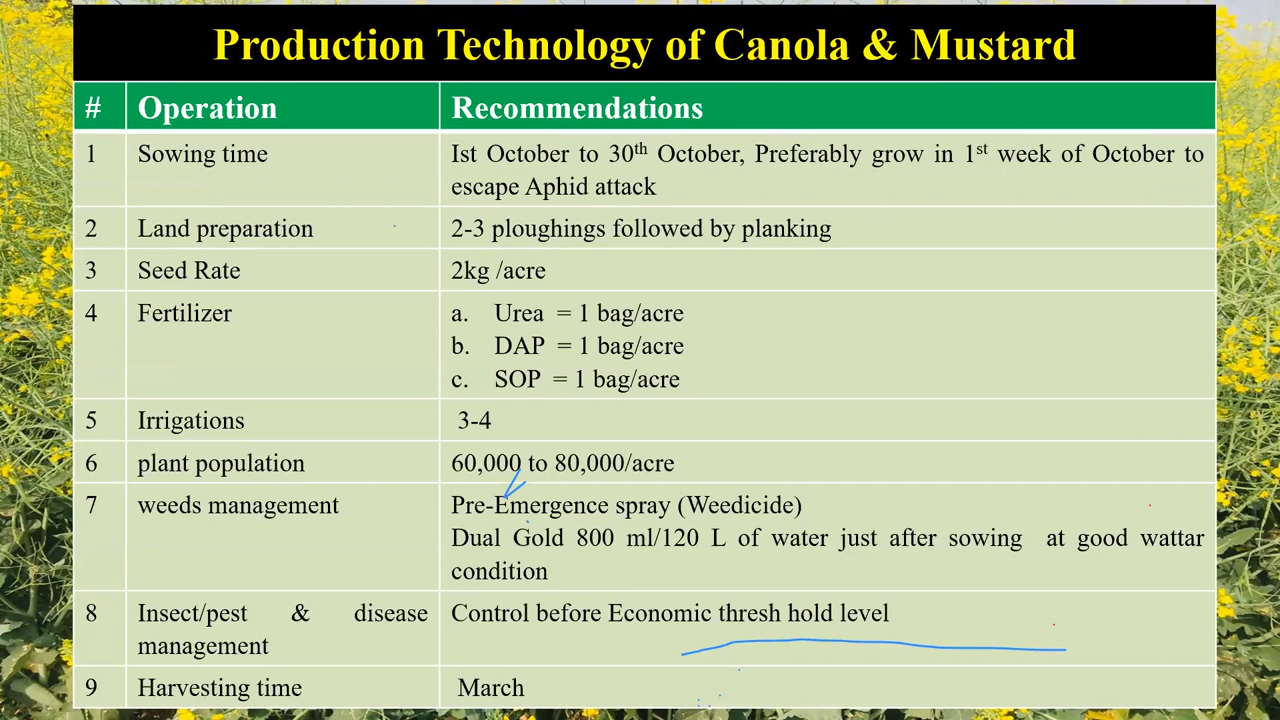 Production Technology of Canola & Mustard
# Operation Recommendations
1 Sowing time Ist October to 30th October, Preferably grow in 1st week of October to
escape Aphid attack
2 Land preparation 2-3 ploughings followed by planking
3 Seed Rate 2kg /acre
4 Fertilizer a. Urea = 1 bag/acre
b. DAP = 1 bag/acre
c. SOP = 1 bag/acre
5 Irrigations 3-4
6 plant population 60,000 to 80,000/acre
7 weeds management Pre-Emergence spray (Weedicide)
Dual Gold 800 ml/120 L of water just after sowing at good wattar
condition
8 Insect/pest & disease Control before Economic thresh hold level
management
9 Harvesting time March